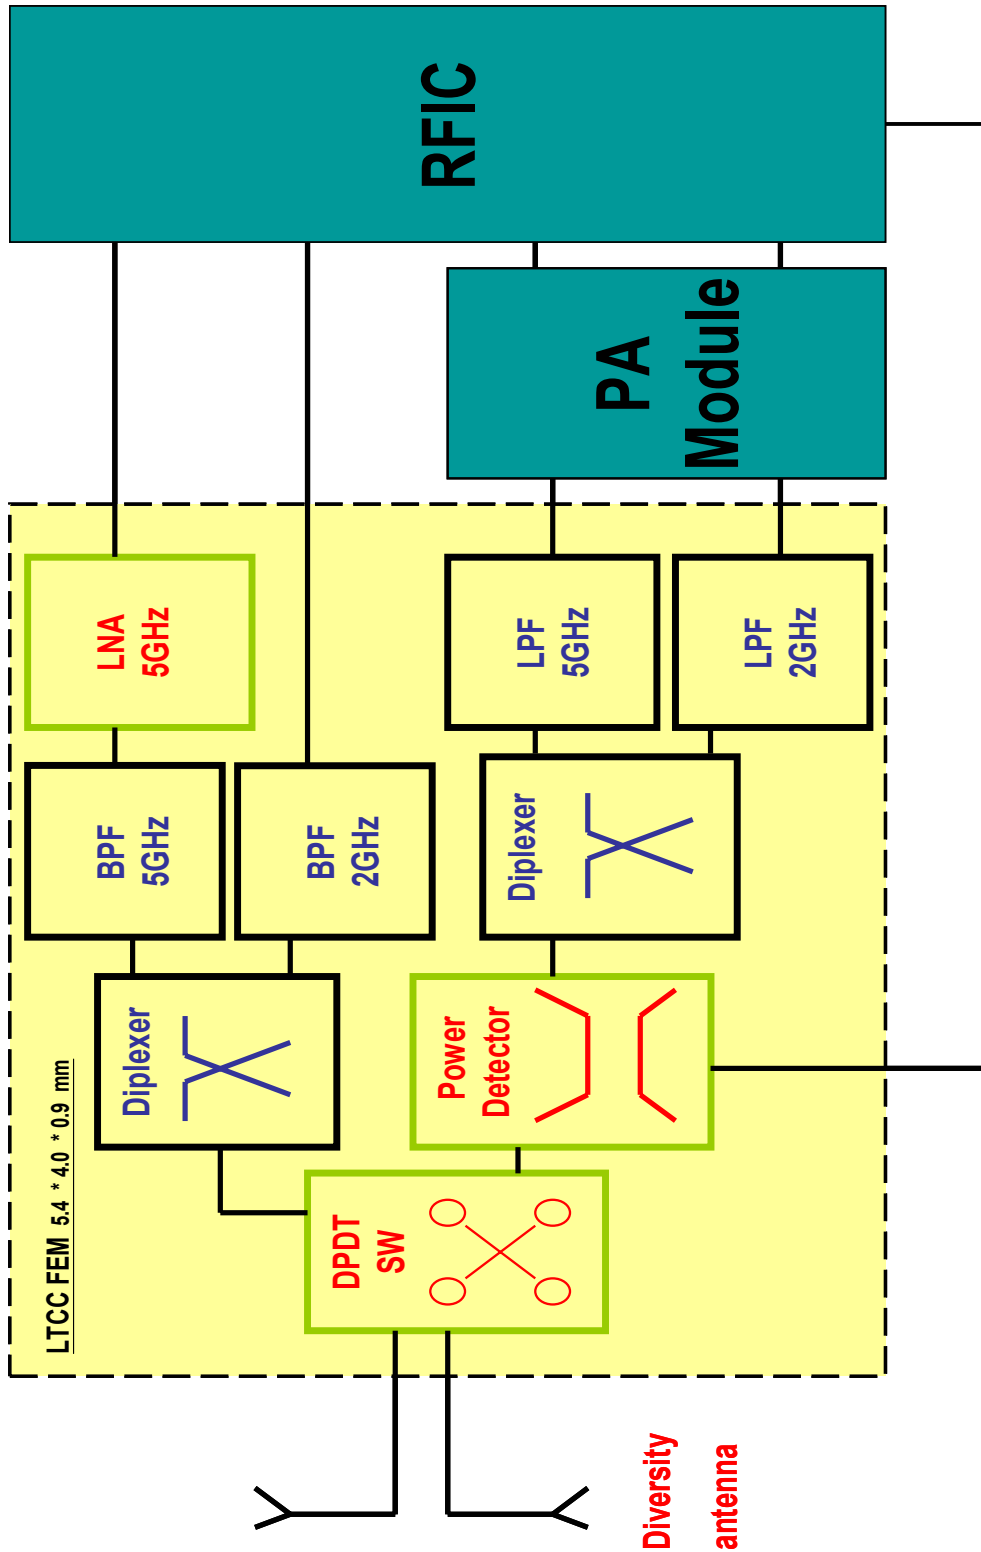 LTCC FEM 5.4 * 4.0 * 0.9 mm
Diplexer
BPF
5GHz
LNA
5GHz
BPF
2GHz
RFIC
DPDT
SW
Power
Detector
Diplexer
LPF
5GHz
LPF
2GHz
PA
Module
Diversity
antenna